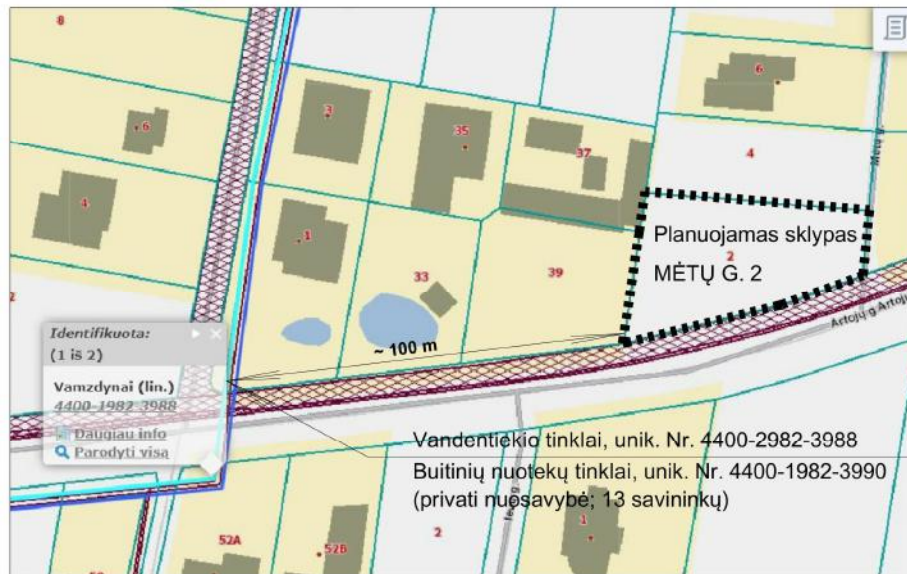 8
3
6
35
37
6
4
4
Mėtų g.
1
33
39
Planuojamas sklypas
2
MĖTŲ G. 2
~ 100 m
Artojų g.
Identifikuota:
(1 iš 2)
Vamzdynai (lin.)
4400-1982-3988
Daugiau info
Parodyti visą
Vandentiekio tinklai, unik. Nr. 4400-2982-3988
Buitinių nuotekų tinklai, unik. Nr. 4400-1982-3990
(privati nuosavybė; 13 savininkų)
52A
52B
2
1